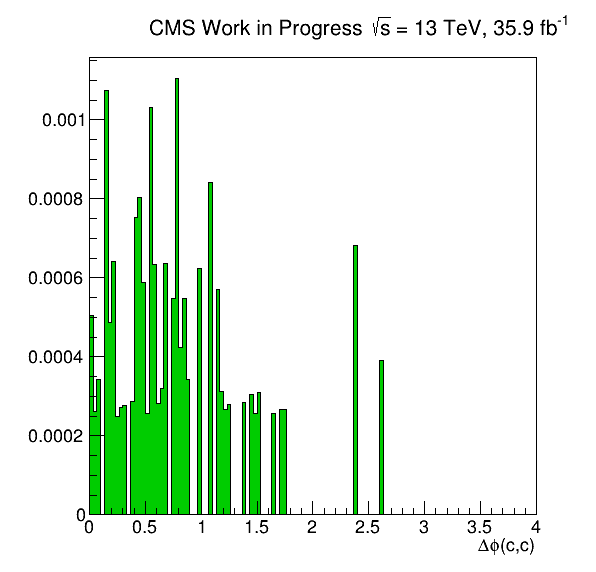 CMS Work in Progress √s = 13 TeV, 35.9 fb⁻¹
0.001
0.0008
0.0006
0.0004
0.0002
0
0 0.5 1 1.5 2 2.5 3 3.5 4
Δϕ(c,c)